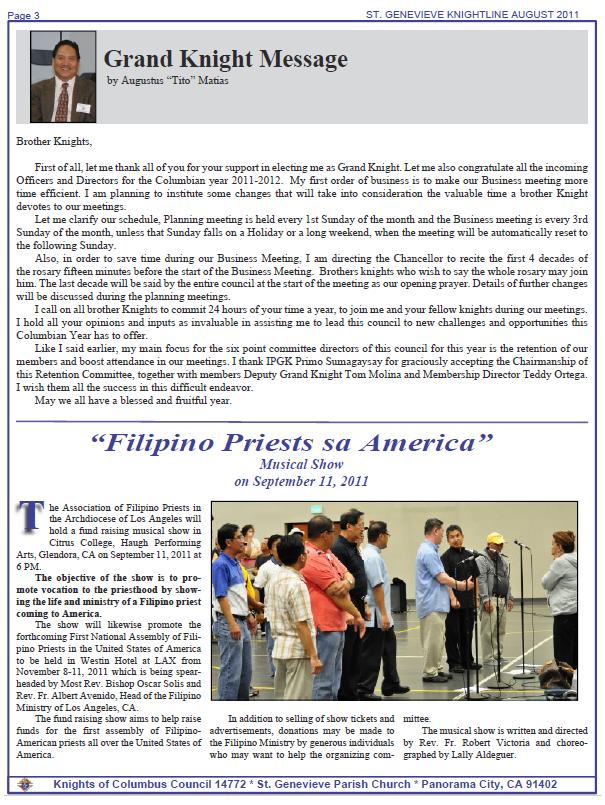 Page 3
ST. GENEVIEVE KNIGHTLINE AUGUST 2011
Grand Knight Message
by Augustus “Tito” Matias
Brother Knights,
First of all, let me thank all of you for your support in electing me as Grand Knight. Let me also congratulate all the incoming
Officers and Directors for the Columbian year 2011-2012. My first order of business is to make our Business meeting more
time efficient. I am planning to institute some changes that will take into consideration the valuable time a brother Knight
devotes to our meetings.
Let me clarify our schedule, Planning meeting is held every 1st Sunday of the month and the Business meeting is every 3rd
Sunday of the month, unless that Sunday falls on a Holiday or a long weekend, when the meeting will be automatically reset to
the following Sunday.
Also, in order to save time during our Business Meeting, I am directing the Chancellor to recite the first 4 decades of
the rosary fifteen minutes before the start of the Business Meeting. Brothers knights who wish to say the whole rosary may join
him. The last decade will be said by the entire council at the start of the meeting as our opening prayer. Details of further changes
will be discussed during the planning meetings.
I call on all brother Knights to commit 24 hours of your time a year, to join me and your fellow knights during our meetings.
I hold all your opinions and inputs as invaluable in assisting me to lead this council to new challenges and opportunities this
Columbian Year has to offer.
Like I said earlier, my main focus for the six point committee directors of this council for this year is the retention of our
members and boost attendance in our meetings. I thank IPGK Primo Sumagaysay for graciously accepting the Chairmanship of
this Retention Committee, together with members Deputy Grand Knight Tom Molina and Membership Director Teddy Ortega.
I wish them all the success in this difficult endeavor.
May we all have a blessed and fruitful year.
“Filipino Priests sa America”
Musical Show
on September 11, 2011
The Association of Filipino Priests in
the Archdiocese of Los Angeles will
hold a fund raising musical show in
Citrus College, Haugh Performing
Arts, Glendora, CA on September 11, 2011 at
6 PM.
The objective of the show is to pro-
mote vocation to the priesthood by show-
ing the life and ministry of a Filipino priest
coming to America.
The show will likewise promote the
forthcoming First National Assembly of Fili-
pino Priests in the United States of America
to be held in Westin Hotel at LAX from
November 8-11, 2011 which is being spear-
headed by Most Rev. Bishop Oscar Solis and
Rev. Fr. Albert Avenido, Head of the Filipino
Ministry of Los Angeles, CA.
The fund raising show aims to help raise
funds for the first assembly of Filipino-
American priests all over the United States of
America.
In addition to selling of show tickets and
advertisements, donations may be made to
the Filipino Ministry by generous individuals
who may want to help the organizing com-
mittee.
The musical show is written and directed
by Rev. Fr. Robert Victoria and choreo-
graphed by Lally Aldeguer.
Knights of Columbus Council 14772 * St. Genevieve Parish Church * Panorama City, CA 91402